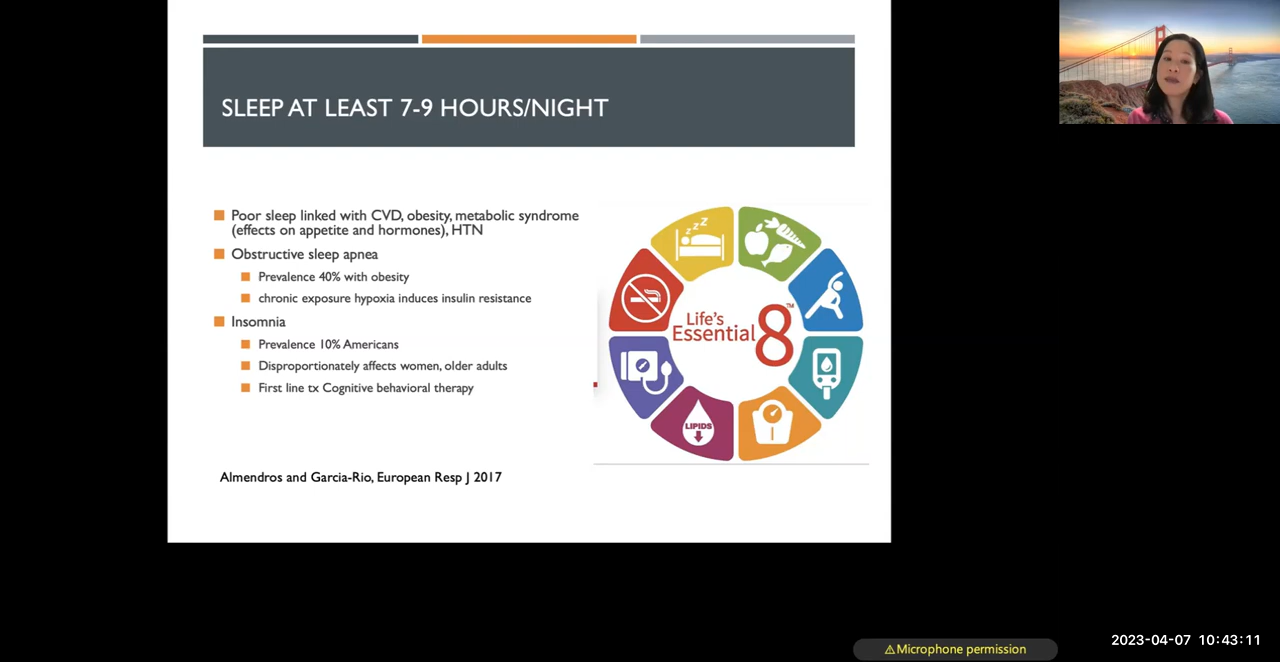 SLEEP AT LEAST 7-9 HOURS/NIGHT
Poor sleep linked with CVD, obesity, metabolic syndrome
(effects on appetite and hormones), HTN
Obstructive sleep apnea
Prevalence 40% with obesity
chronic exposure hypoxia induces insulin resistance
Insomnia
Prevalence 10% Americans
Disproportionately affects women, older adults
First line tx Cognitive behavioral therapy
Almendros and Garcia-Rio, European Resp J 2017
z z z
Life's
Essential 8™
LIPIDS
⚠Microphone permission
2023-04-07 10:43:11